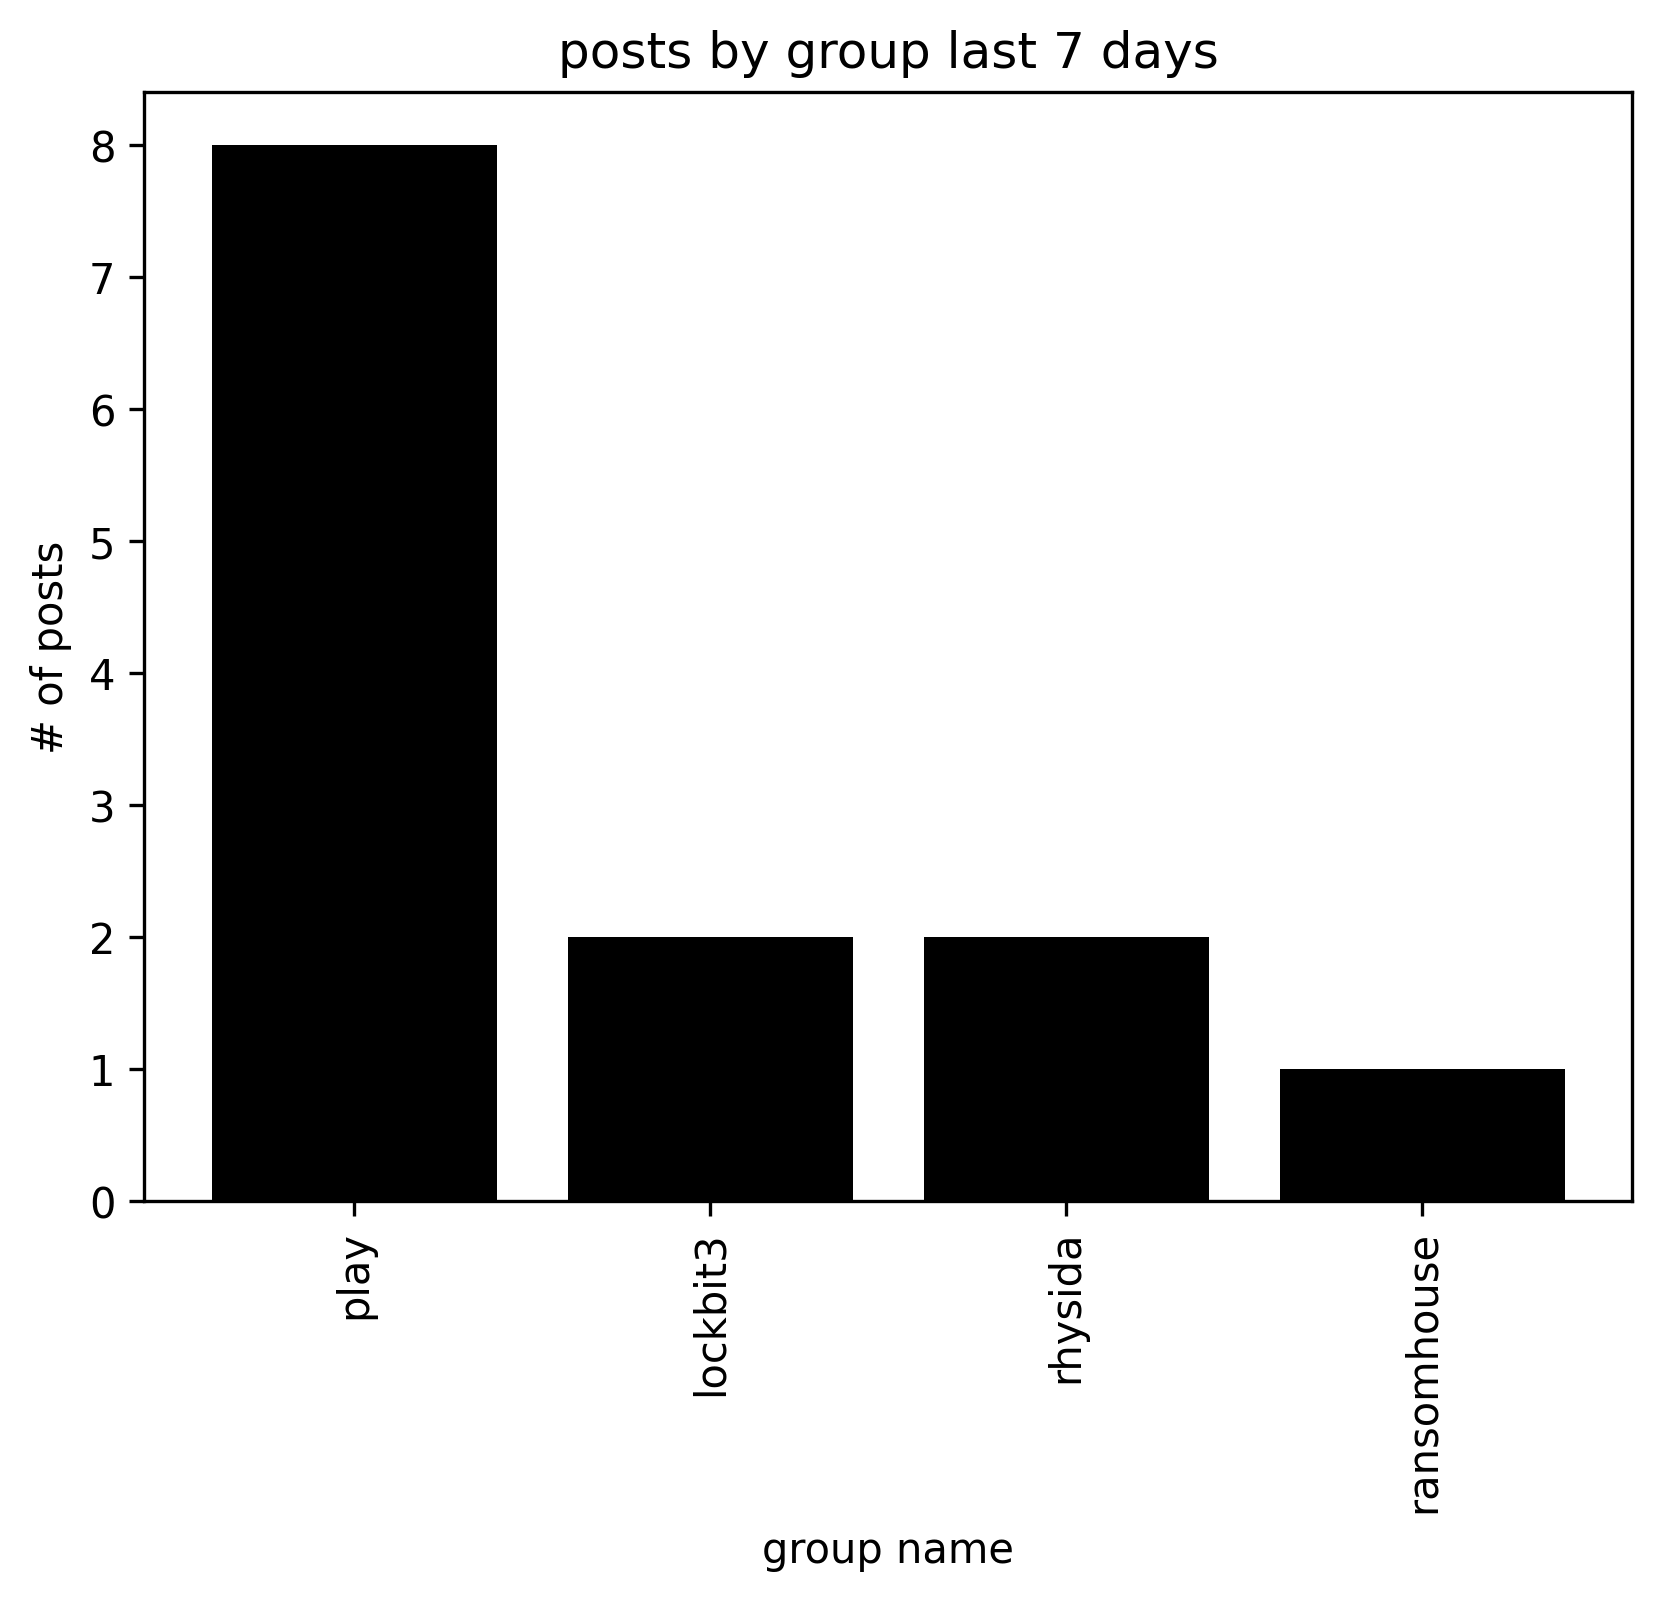 posts by group last 7 days
# of posts
8
7
6
5
4
3
2
1
0
play
lockbit3
rhysida
ransomhouse
group name